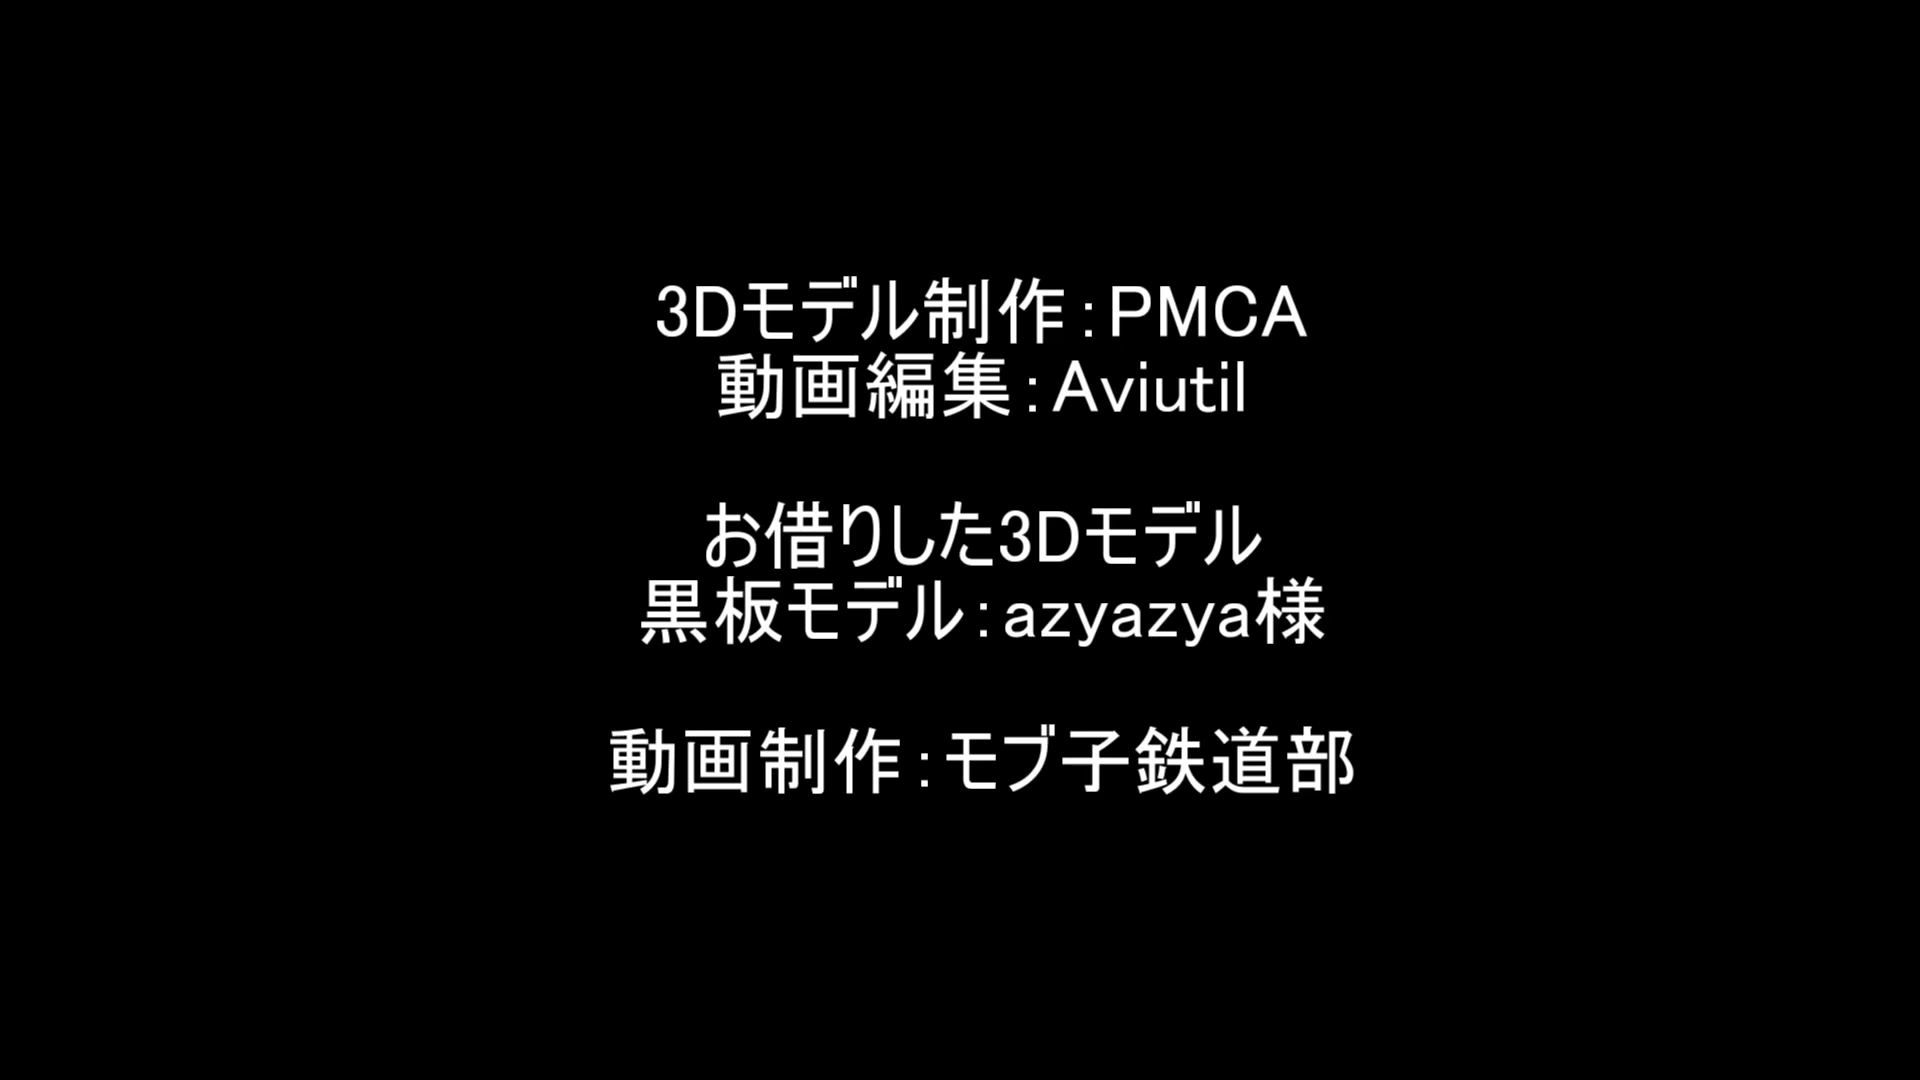 3Dモデル制作：PMCA
動画編集：Aviutil
お借りした3Dモデル
黒板モデル：azyazya様
動画制作：モブ子鉄道部